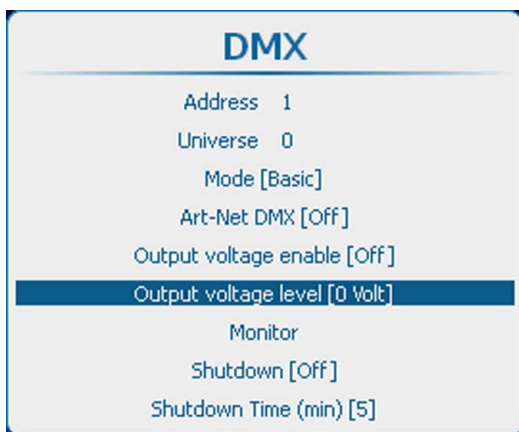 DMX
Address 1
Universe 0
Mode [Basic]
Art-Net DMX [Off]
Output voltage enable [Off]
Output voltage level [0 Volt]
Monitor
Shutdown [Off]
Shutdown Time (min) [5]